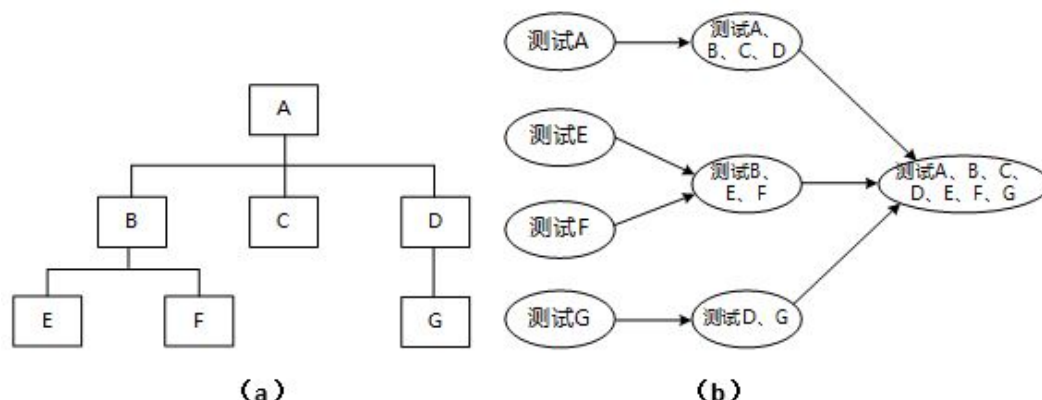 A
B
C
D
E
F
G
（a）
测试A
测试A、
B、C、D
测试E
测试F
测试B、
E、F
测试G
测试D、G
测试A、B、C、
D、E、F、G
（b）